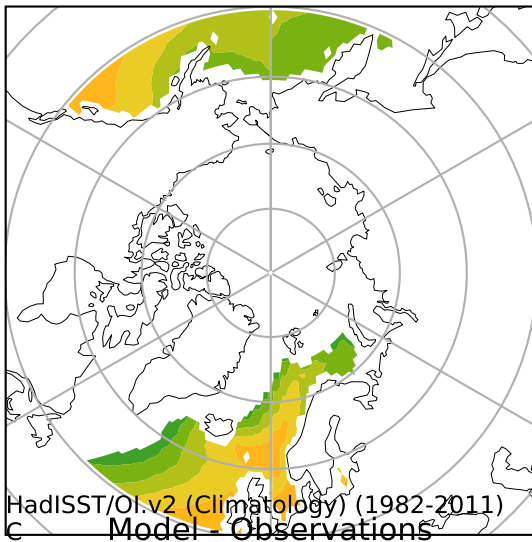 HadISST/OI.v2 (Climatology) (1982-2011)
C Model - Observations